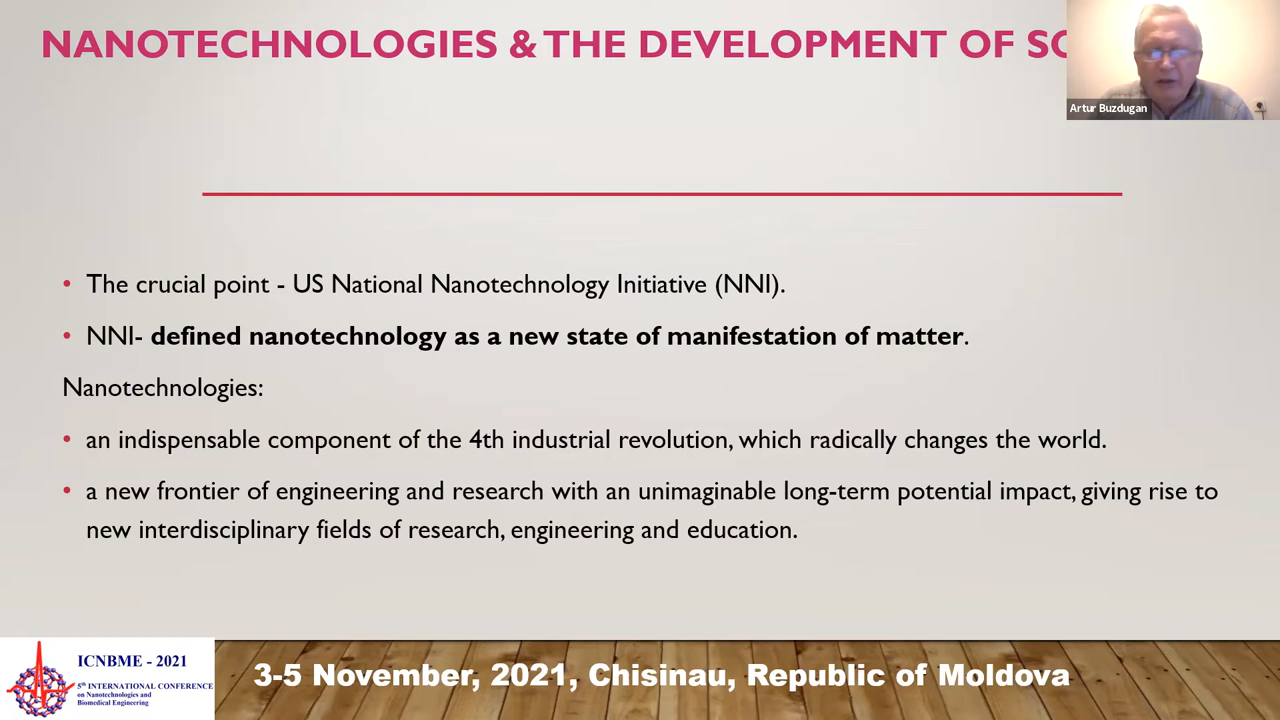 NANOTECHNOLOGIES & THE DEVELOPMENT OF
Artur Buzdugan
• The crucial point - US National Nanotechnology Initiative (NNI).
• NNI- defined nanotechnology as a new state of manifestation of matter.
Nanotechnologies:
• an indispensable component of the 4th industrial revolution, which radically changes the world.
• a new frontier of engineering and research with an unimaginable long-term potential impact, giving rise to
new interdisciplinary fields of research, engineering and education.
ICNBME - 2021
5th INTERNATIONAL CONFERENCE
on Nanotechnologies and
Biomedical Engineering
3-5 November, 2021, Chisinau, Republic of Moldova